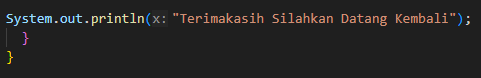 System.out.println(x: "Terimakasih Silahkan Datang Kembali");
}
}